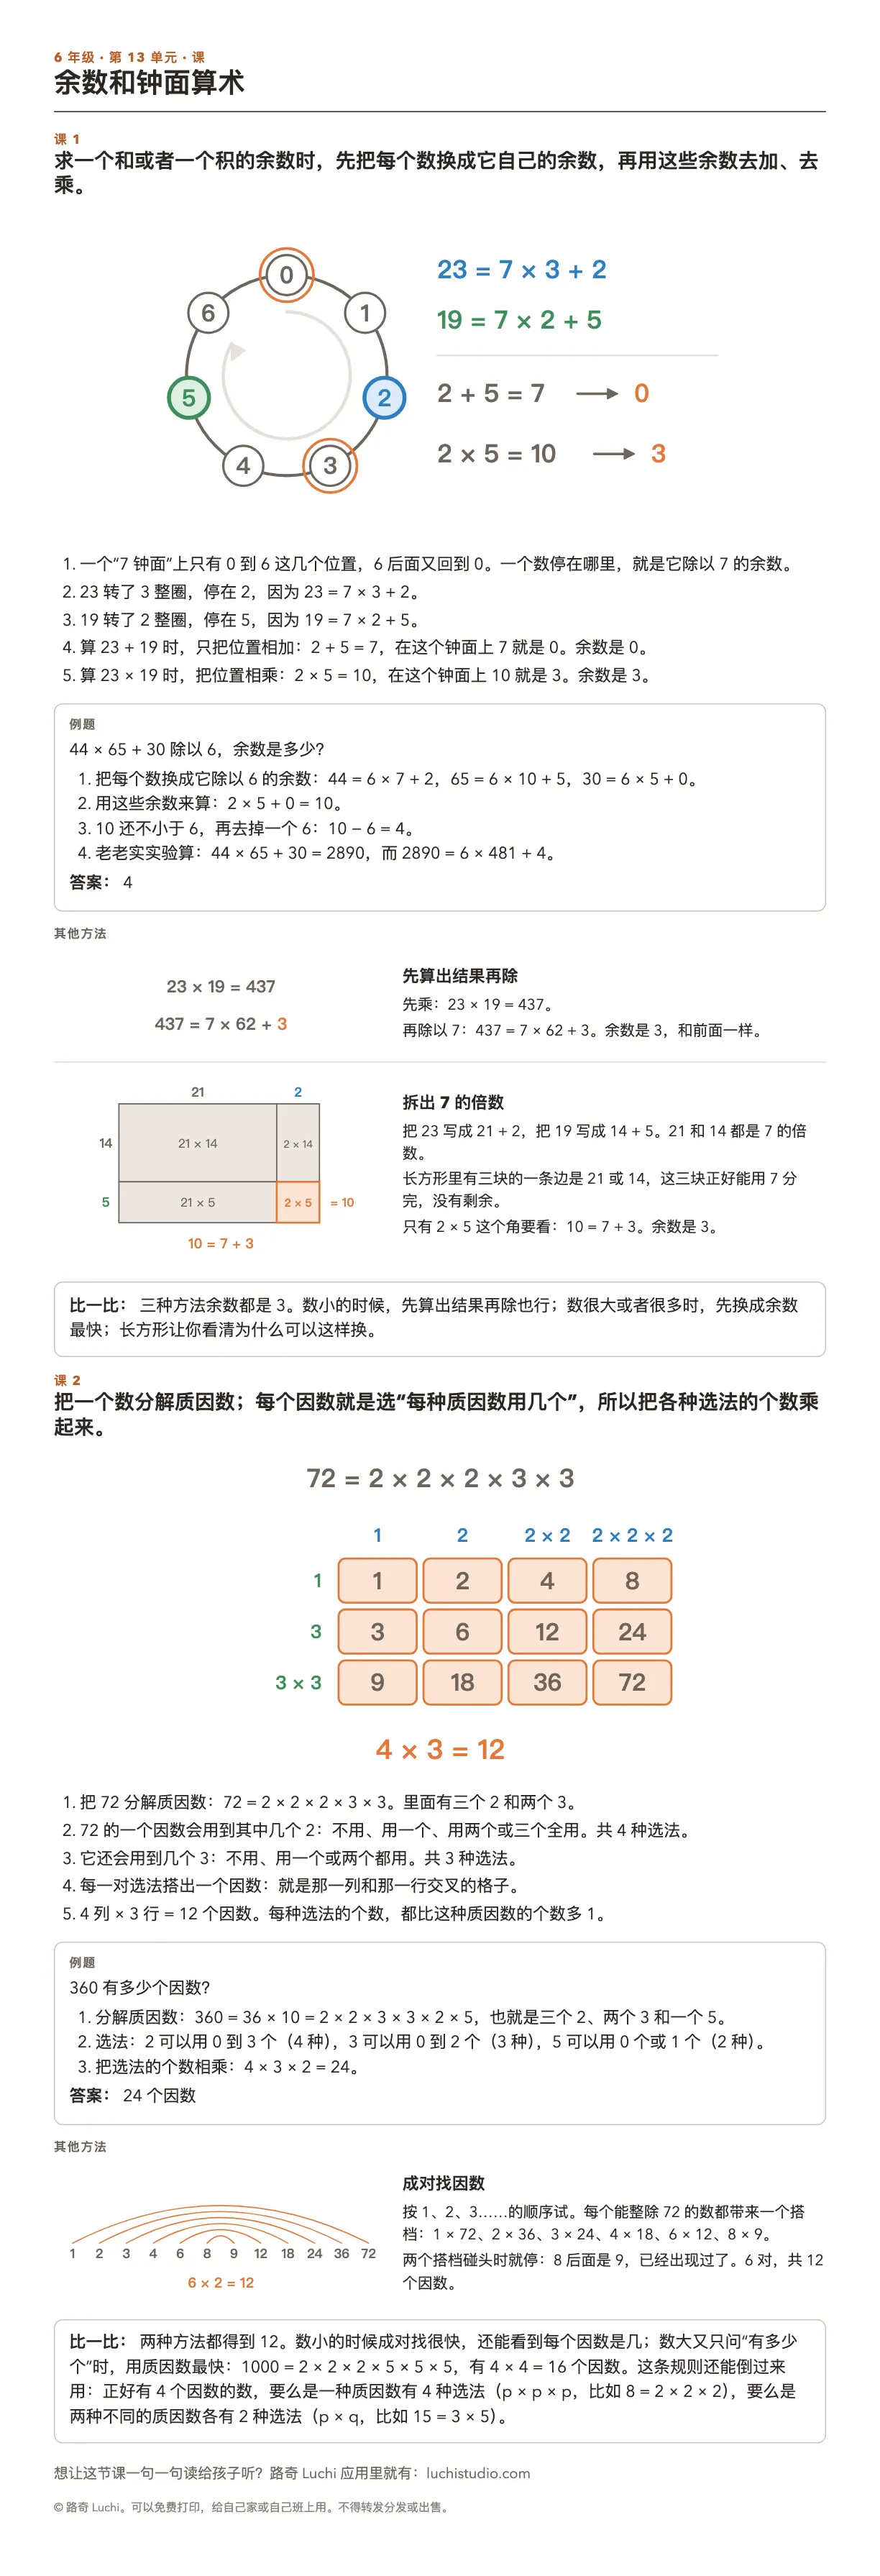 6 年级 · 第 13 单元 · 课
余数和钟面算术
课 1
求一个和或者一个积的余数时，先把每个数换成它自己的余数，再用这些余数去加、去
乘。
0
1
2
3
4
5
6
23 = 7 × 3 + 2
19 = 7 × 2 + 5
2 + 5 = 7 → 0
2 × 5 = 10 → 3
1. 一个“7 钟面”上只有 0 到 6 这几个位置，6 后面又回到 0。一个数停在哪里，就是它除以 7 的余数。
2. 23 转了 3 整圈，停在 2，因为 23 = 7 × 3 + 2。
3. 19 转了 2 整圈，停在 5，因为 19 = 7 × 2 + 5。
4. 算 23 + 19 时，只把位置相加：2 + 5 = 7，在这个钟面上 7 就是 0。余数是 0。
5. 算 23 × 19 时，把位置相乘：2 × 5 = 10，在这个钟面上 10 就是 3。余数是 3。
例题
44 × 65 + 30 除以 6，余数是多少？
1. 把每个数换成它除以 6 的余数：44 = 6 × 7 + 2，65 = 6 × 10 + 5，30 = 6 × 5 + 0。
2. 用这些余数来算：2 × 5 + 0 = 10。
3. 10 还不小于 6，再去掉一个 6：10 − 6 = 4。
4. 老老实实验算：44 × 65 + 30 = 2890，而 2890 = 6 × 481 + 4。
答案： 4
其他方法
23 × 19 = 437
437 = 7 × 62 + 3
先算出结果再除
先乘：23 × 19 = 437。
再除以 7：437 = 7 × 62 + 3。余数是 3，和前面一样。
21 2
14 21 × 14 2 × 14
5 21 × 5 2 × 5 = 10
10 = 7 + 3
拆出 7 的倍数
把 23 写成 21 + 2，把 19 写成 14 + 5。21 和 14 都是 7 的倍
数。
长方形里有三块的一条边是 21 或 14，这三块正好能用 7 分
完，没有剩余。
只有 2 × 5 这个角要看：10 = 7 + 3。余数是 3。
比一比： 三种方法余数都是 3。数小的时候，先算出结果再除也行；数很大或者很多时，先换成余数
最快；长方形让你看清为什么可以这样换。
课 2
把一个数分解质因数；每个因数就是选“每种质因数用几个”，所以把各种选法的个数乘
起来。
72 = 2 × 2 × 2 × 3 × 3
1 2 2 × 2 2 × 2 × 2
1 1 2 4 8
3 3 6 12 24
3 × 3 9 18 36 72
4 × 3 = 12
1. 把 72 分解质因数：72 = 2 × 2 × 2 × 3 × 3。里面有三个 2 和两个 3。
2. 72 的一个因数会用到其中几个 2：不用、用一个、用两个或三个全用。共 4 种选法。
3. 它还会用到几个 3：不用、用一个或两个都用。共 3 种选法。
4. 每一对选法搭出一个因数：就是那一列和那一行交叉的格子。
5. 4 列 × 3 行 = 12 个因数。每种选法的个数，都比这种质因数的个数多 1。
例题
360 有多少个因数？
1. 分解质因数：360 = 36 × 10 = 2 × 2 × 3 × 3 × 2 × 5，也就是三个 2、两个 3 和一个 5。
2. 选法：2 可以用 0 到 3 个（4 种），3 可以用 0 到 2 个（3 种），5 可以用 0 个或 1 个（2 种）。
3. 把选法的个数相乘：4 × 3 × 2 = 24。
答案： 24 个因数
其他方法
1 2 3 4 6 8 9 12 18 24 36 72
6 × 2 = 12
成对找因数
按 1、2、3……的顺序试。每个能整除 72 的数都带来一个搭
档：1 × 72、2 × 36、3 × 24、4 × 18、6 × 12、8 × 9。
两个搭档碰头时就停：8 后面是 9，已经出现过了。6 对，共 12
个因数。
比一比： 两种方法都得到 12。数小的时候成对找很快，还能看到每个因数是几；数大又只问“有多少
个”时，用质因数最快：1000 = 2 × 2 × 2 × 5 × 5 × 5，有 4 × 4 = 16 个因数。这条规则还能倒过来
用：正好有 4 个因数的数，要么是一种质因数有 4 种选法（p × p × p，比如 8 = 2 × 2 × 2），要么是
两种不同的质因数各有 2 种选法（p × q，比如 15 = 3 × 5）。
想让这节课一句一句读给孩子听？路奇 Luchi 应用里就有：luchistudio.com
© 路奇 Luchi。可以免费打印，给自己家或自己班上用。不得转发分发或出售。